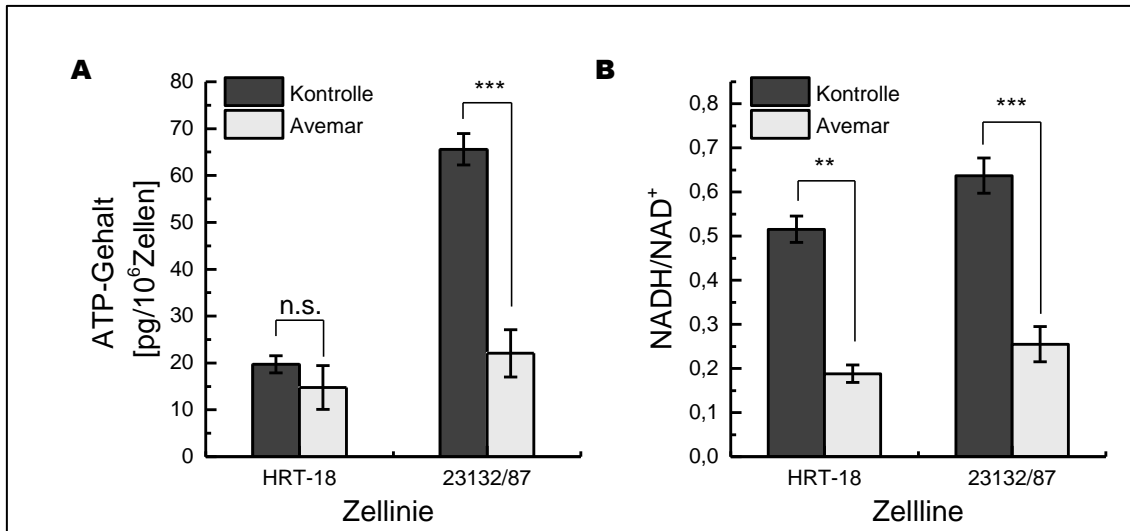 A
ATP-Gehalt
[pg/10⁶Zellen]
80
70
60
50
40
30
20
10
0
Kontrolle
Avemar
n.s.
***
HRT-18
23132/87
Zellinie
B
NADH/NAD⁺
0,8
0,7
0,6
0,5
0,4
0,3
0,2
0,1
0,0
Kontrolle
Avemar
**
***
HRT-18
23132/87
Zellline